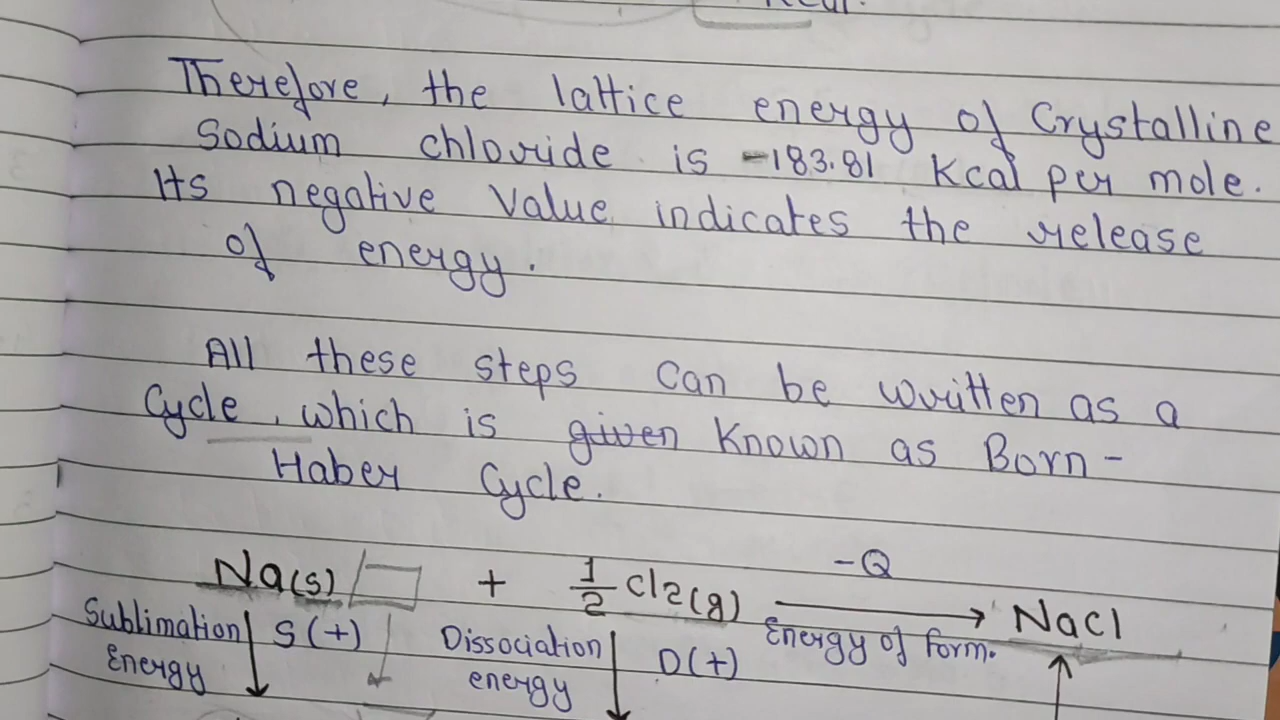 Kcal.
Therefore, the lattice energy of Crystalline
Sodium chloride is -183.81 Kcal per mole.
Its negative Value indicates the release
of energy.
All these steps can be written as a
Cycle, which is given Known as Born-
Haber Cycle.
Na(s) + 1/2 Cl2(g) -Q → NaCl
Sublimation Energy S(+) Dissociation energy D(+) Energy of form.